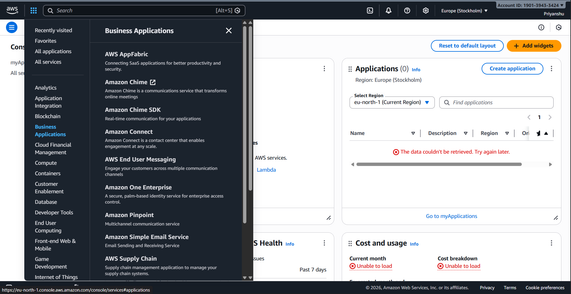 aws
Search
[Alt+S]
Europe (Stockholm)
Account ID: 1901-3045-3424
Priyanshu
Cons
myAp
All se
Reset to default layout
+ Add widgets
Recently visited
Favorites
All applications
All services
Analytics
Application
Integration
Blockchain
Business
Applications
Cloud Financial
Management
Compute
Containers
Customer
Enablement
Database
Developer Tools
End User
Computing
Front-end Web &
Mobile
Game
Development
Internet of Things
Business Applications
AWS AppFabric
Connecting SaaS applications for better productivity and
security.
Amazon Chime
Amazon Chime is a communications service that transforms
online meetings
Amazon Chime SDK
Real-time communication for your applications
Amazon Connect
Amazon Connect is a contact center that enables
engagement at any scale.
AWS End User Messaging
Engage your customers across multiple communication
channels
Amazon One Enterprise
A secure, palm-based identity service for enterprise access
control.
Amazon Pinpoint
Multichannel communication service
Amazon Simple Email Service
Email Sending and Receiving Service
AWS Supply Chain
Supply chain management application to manage your
supply chain data.
es
AWS services.
Lambda
S Health Info
sues
Past 7 days
Applications (0) Info
Create application
Region: Europe (Stockholm)
Select Region
eu-north-1 (Current Region)
Find applications
1
Name
Description
Region
Or
The data couldn't be retrieved. Try again later.
Go to myApplications
Cost and usage Info
Current month
Unable to load
Cost breakdown
Unable to load
https://eu-north-1.console.aws.amazon.com/console/services#applications
© 2026, Amazon Web Services, Inc. or its affiliates.
Privacy
Terms
Cookie preferences